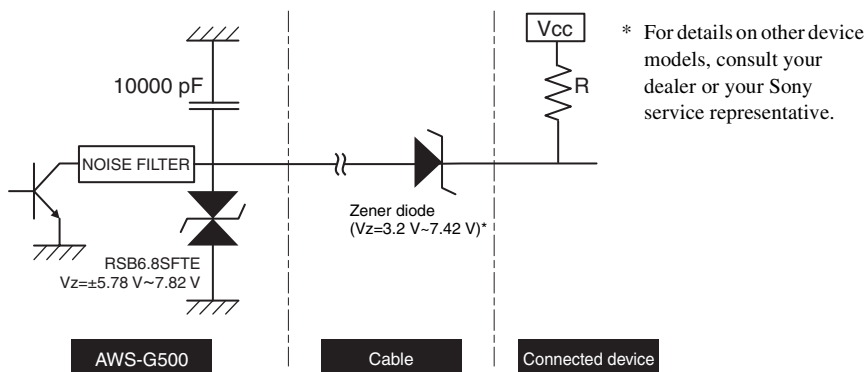 Vcc
* For details on other device
models, consult your
dealer or your Sony
service representative.
10000 pF
R
NOISE FILTER
Zener diode
(Vz=3.2 V~7.42 V)*
RSB6.8SFTE
Vz=±5.78 V~7.82 V
AWS-G500
Cable
Connected device